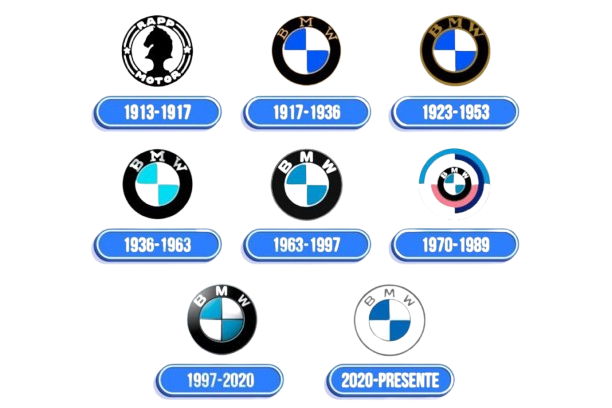 RAPP
MOTOR
BMW
BMW
1913-1917
1917-1936
1923-1953
BMW
BMW
BMW
1936-1963
1963-1997
1970-1989
BMW
BMW
1997-2020
2020-PRESENTE